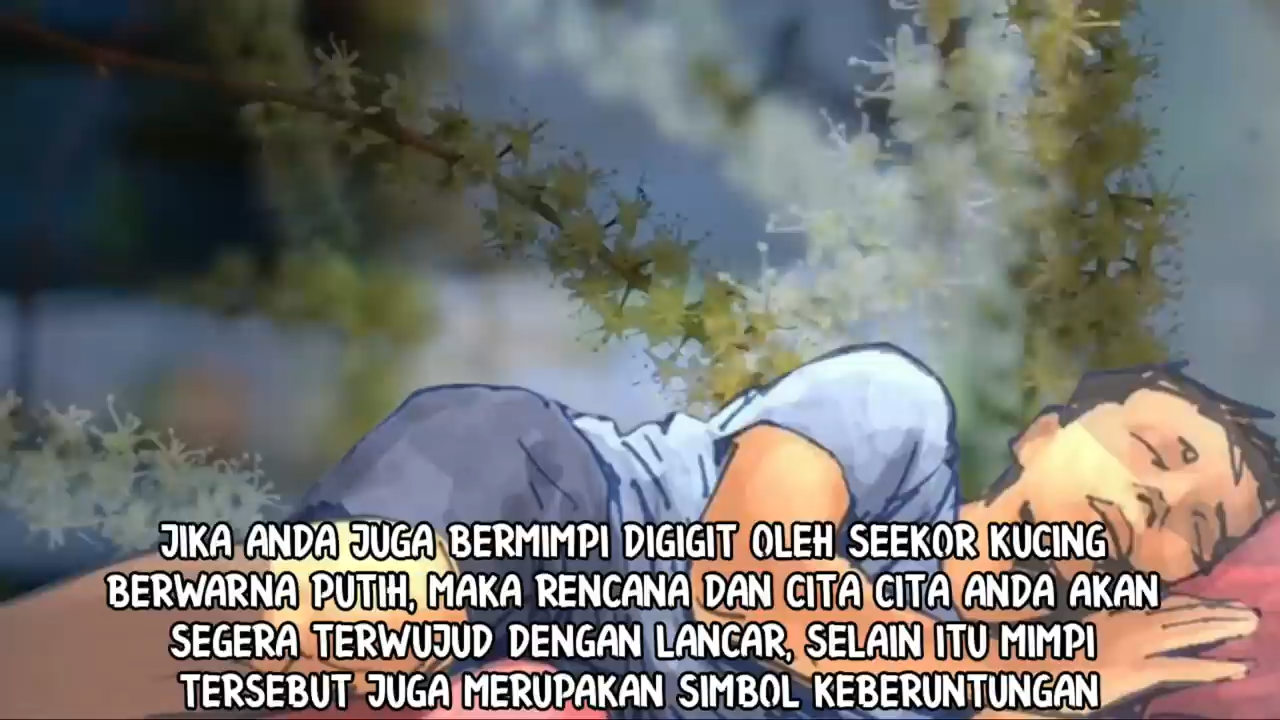 JIKA ANDA JUGA BERMIMPI DIGIGIT OLEH SEEKOR KUCING
BERWARNA PUTIH, MAKA RENCANA DAN CITA CITA ANDA AKAN
SEGERA TERWUJUD DENGAN LANCAR, SELAIN ITU MIMPI
TERSEBUT JUGA MERUPAKAN SIMBOL KEBERUNTUNGAN